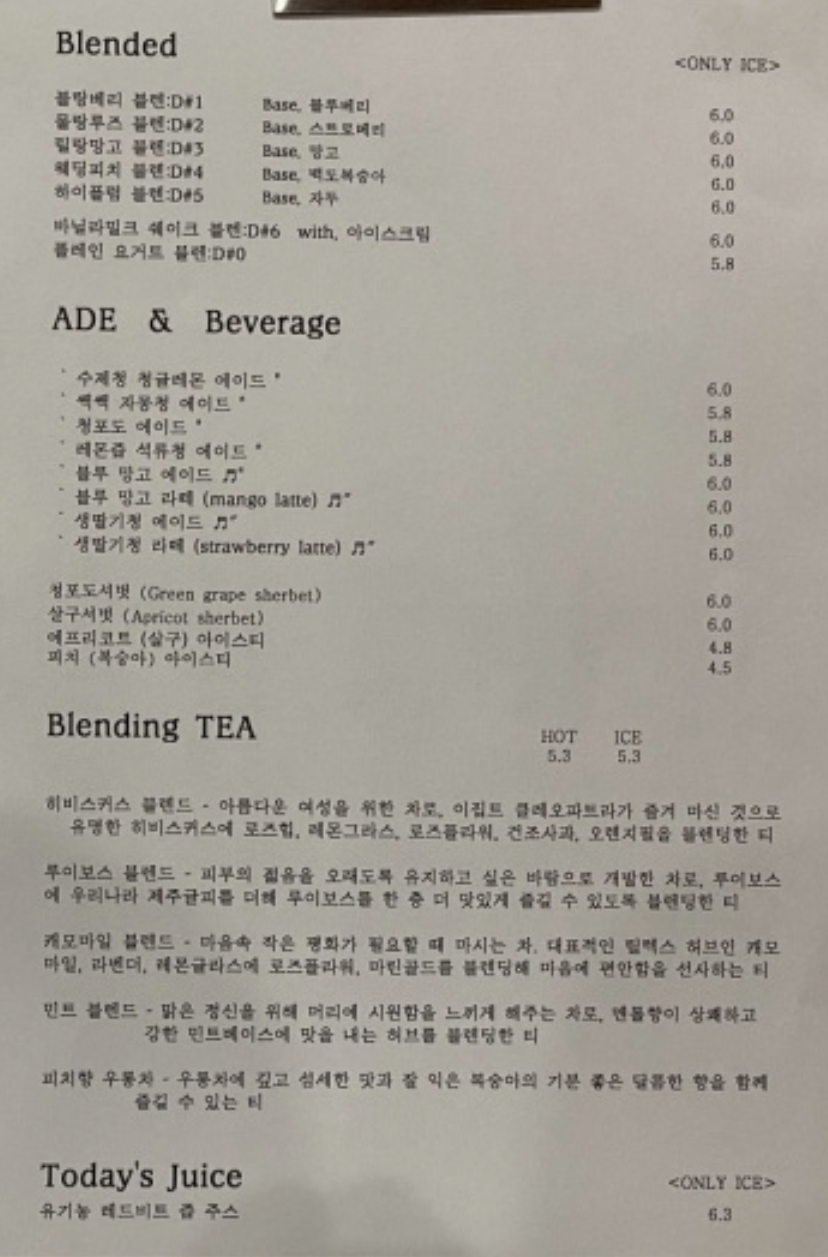 Blended
<ONLY ICE>
블랑베리 블렌:D#1 Base, 블루베리 6.0
물랑루즈 블렌:D#2 Base, 스트로베리 6.0
릴랑망고 블렌:D#3 Base, 망고 6.0
웨딩피치 블렌:D#4 Base, 백도복숭아 6.0
하이플럼 블렌:D#5 Base, 자두 6.0
바닐라밀크 쉐이크 블렌:D#6 with, 아이스크림 6.0
플레인 요거트 블렌:D#0 5.8
ADE & Beverage
` 수제청 청귤레몬 에이드 " 6.0
` 쌕쌕 자몽청 에이드 " 5.8
` 청포도 에이드 " 5.8
` 레몬즙 석류청 에이드 " 5.8
` 블루 망고 에이드 ♬" 6.0
` 블루 망고 라떼 (mango latte) ♬" 6.0
` 생딸기청 에이드 ♬" 6.0
` 생딸기청 라떼 (strawberry latte) ♬" 6.0
청포도셔벗 (Green grape sherbet) 6.0
살구셔벗 (Apricot sherbet) 6.0
에프리코트 (살구) 아이스티 4.8
피치 (복숭아) 아이스티 4.5
Blending TEA
HOT ICE
5.3 5.3
히비스커스 블렌드 - 아름다운 여성을 위한 차로, 이집트 클레오파트라가 즐겨 마신 것으로
유명한 히비스커스에 로즈힙, 레몬그라스, 로즈플라워, 건조사과, 오렌지필을 블렌딩한 티
루이보스 블렌드 - 피부의 젊음을 오래도록 유지하고 싶은 바람으로 개발한 차로, 루이보스
에 우리나라 제주귤피를 더해 루이보스를 한 층 더 맛있게 즐길 수 있도록 블렌딩한 티
캐모마일 블렌드 - 마음속 작은 평화가 필요할 때 마시는 차. 대표적인 릴렉스 허브인 캐모
마일, 라벤더, 레몬글라스에 로즈플라워, 마린골드를 블렌딩해 마음에 편안함을 선사하는 티
민트 블렌드 - 맑은 정신을 위해 머리에 시원함을 느끼게 해주는 차로, 멘톨향이 상쾌하고
강한 민트베이스에 맛을 내는 허브를 블렌딩한 티
피치향 우롱차 - 우롱차에 깊고 섬세한 맛과 잘 익은 복숭아의 기분 좋은 달콤한 향을 함께
즐길 수 있는 티
Today's Juice
<ONLY ICE>
유기농 레드비트 즙 주스 6.3